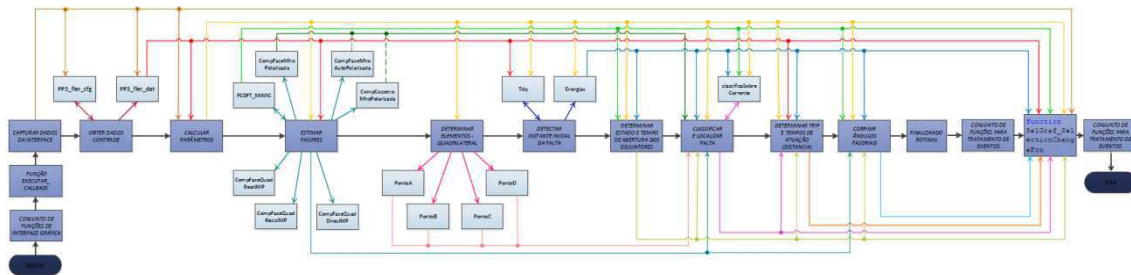 PP3_fler_cfg
PP3_fler_dat
CAPTURAR DADOS
DA INTERFACE
OBTER DADOS
COMTRADE
CALCULAR
PARÂMETROS
FUNÇÃO
EXECUTAR_
CALLBACK
CONJUNTO DE
FUNÇÕES DE
INTERFACE GRÁFICA
INÍCIO
CompFaseMho
Polarizada
CompFaseMho
AutoPolarizada
FCDFT_MIMIC
CompCosseno
MhoPolarizada
ESTIMAR
FASORES
CompFaseQuad
RestIMP
CompFaseQuad
ReatIMP
CompFaseQuad
DirecIMP
DETERMINAR
ELEMENTOS -
QUADRILATERAL
PontoA
PontoB
PontoC
PontoD
Tdq
Energias
DETECTAR
INSTANTE INICIAL
DA FALTA
DETERMINAR
ESTADO E TEMPO
DE ABERTURA DOS
DISJUNTORES
classificaSobre
Corrente
CLASSIFICAR
E LOCALIZAR
FALTA
DETERMINAR TRIP
E TEMPOS DE
ATUAÇÃO
(DISTANCIA)
CORRIGIR
ÂNGULOS
FASORIAIS
FINALIZANDO
ROTINAS
CONJUNTO DE
FUNÇÕES PARA
TRATAMENTO DE
EVENTOS
function
SelGraf_Sel
ectionChang
eFcn
CONJUNTO DE
FUNÇÕES PARA
TRATAMENTO DE
EVENTOS
FIM